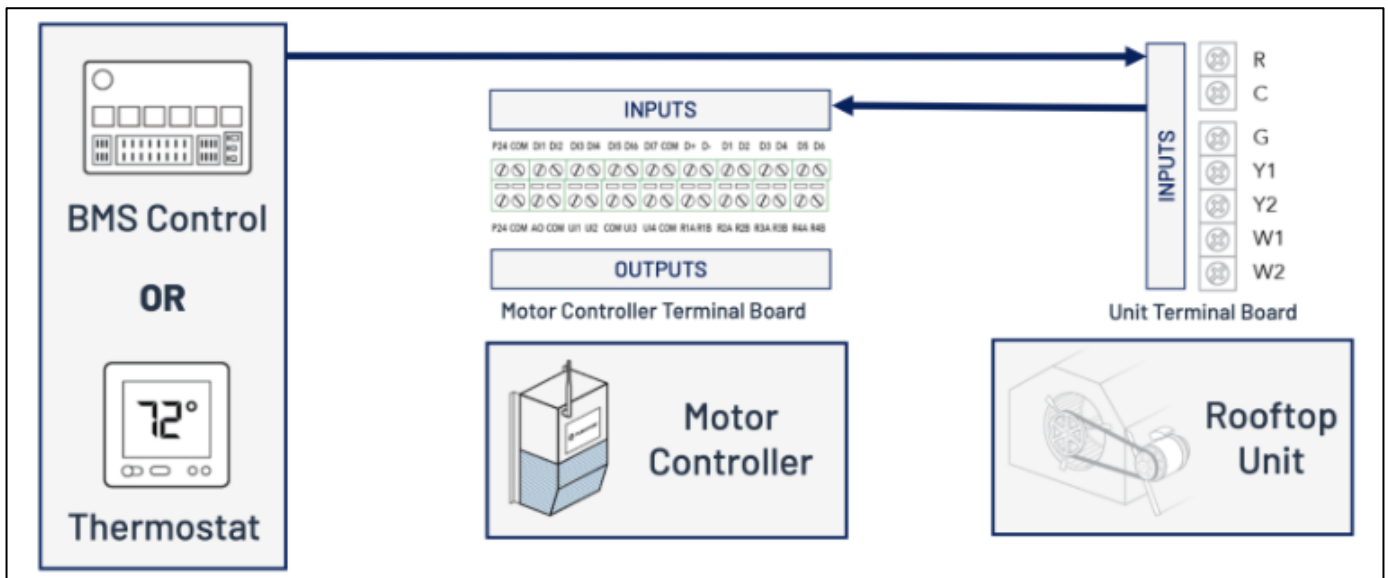 BMS Control
OR
72°
Thermostat
INPUTS
P24 COM DI1 DI2 DI3 DI4 DI5 DI6 DI7 COM D+ D- D1 D2 D3 D4 D5 D6
P24 COM AO COM UI1 UI2 COM UI3 UI4 COM R1A R1B R2A R2B R3A R3B R4A R4B
OUTPUTS
Motor Controller Terminal Board
Motor
Controller
INPUTS
R
C
G
Y1
Y2
W1
W2
Unit Terminal Board
Rooftop
Unit